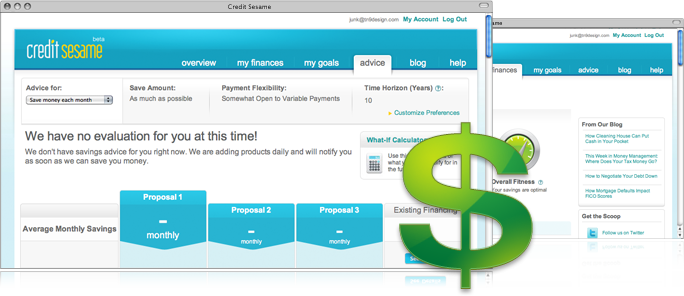 Credit Sesame
junk@mlkdesign.com My Account Log Out
beta
credit sesame
overview my finances my goals advice blog help
Advice for:
Save money each month
Save Amount:
As much as possible
Payment Flexibility:
Somewhat Open to Variable Payments
Time Horizon (Years) ?:
10
Customize Preferences
We have no evaluation for you at this time!
We don't have savings advice for you right now. We are adding products daily and will notify you
as soon as we can save you money.
What-If Calculator
Use
what y
the fu
Proposal 1
-
monthly
Proposal 2
-
monthly
Proposal 3
-
monthly
Existing Financing
Average Monthly Savings
junk@mlkdesign.com My Account Log Out
finances my goals advice blog help
Overall Fitness ?
Your savings are optimal
From Our Blog
How Cleaning House Can Put
Cash in Your Pocket
This Week in Money Management
Where Does Your Tax Money Go?
How to Negotiate Your Debt Down
How Mortgage Defaults Impact
FICO Scores
Get the Scoop
Follow us on Twitter
$